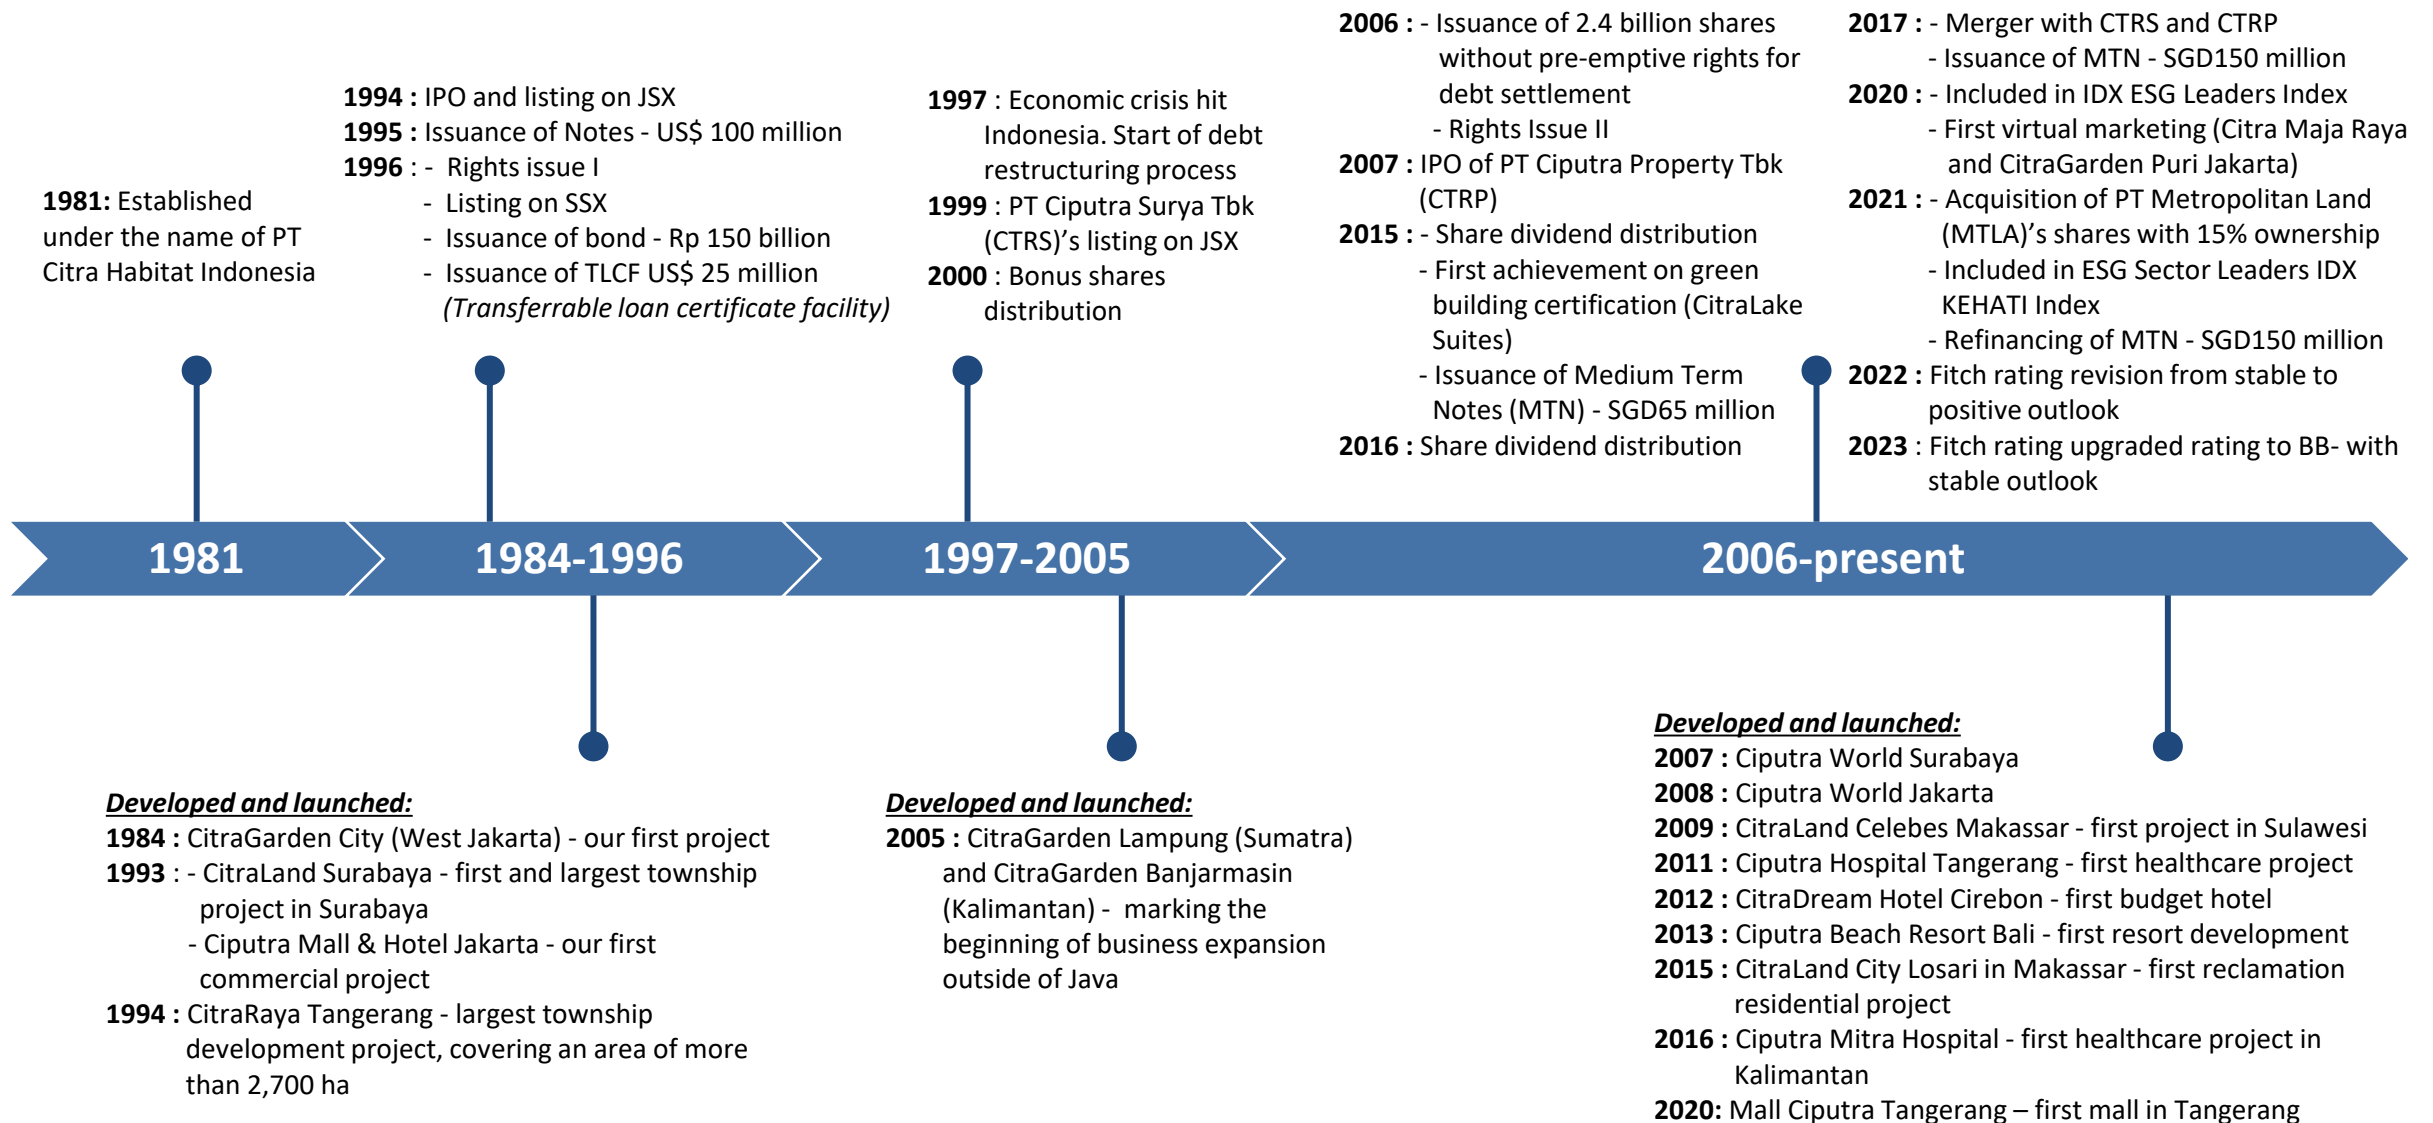 1981: Established
under the name of PT
Citra Habitat Indonesia
1994 : IPO and listing on JSX
1995 : Issuance of Notes - US$ 100 million
1996 : - Rights issue I
- Listing on SSX
- Issuance of bond - Rp 150 billion
- Issuance of TLCF US$ 25 million
(Transferrable loan certificate facility)
1997 : Economic crisis hit
Indonesia. Start of debt
restructuring process
1999 : PT Ciputra Surya Tbk
(CTRS)’s listing on JSX
2000 : Bonus shares
distribution
2006 : - Issuance of 2.4 billion shares
without pre-emptive rights for
debt settlement
- Rights Issue II
2007 : IPO of PT Ciputra Property Tbk
(CTRP)
2015 : - Share dividend distribution
- First achievement on green
building certification (CitraLake
Suites)
- Issuance of Medium Term
Notes (MTN) - SGD65 million
2016 : Share dividend distribution
2017 : - Merger with CTRS and CTRP
- Issuance of MTN - SGD150 million
2020 : - Included in IDX ESG Leaders Index
- First virtual marketing (Citra Maja Raya
and CitraGarden Puri Jakarta)
2021 : - Acquisition of PT Metropolitan Land
(MTLA)’s shares with 15% ownership
- Included in ESG Sector Leaders IDX
KEHATI Index
- Refinancing of MTN - SGD150 million
2022 : Fitch rating revision from stable to
positive outlook
2023 : Fitch rating upgraded rating to BB- with
stable outlook
1981
1984-1996
1997-2005
2006-present
Developed and launched:
1984 : CitraGarden City (West Jakarta) - our first project
1993 : - CitraLand Surabaya - first and largest township
project in Surabaya
- Ciputra Mall & Hotel Jakarta - our first
commercial project
1994 : CitraRaya Tangerang - largest township
development project, covering an area of more
than 2,700 ha
Developed and launched:
2005 : CitraGarden Lampung (Sumatra)
and CitraGarden Banjarmasin
(Kalimantan) - marking the
beginning of business expansion
outside of Java
Developed and launched:
2007 : Ciputra World Surabaya
2008 : Ciputra World Jakarta
2009 : CitraLand Celebes Makassar - first project in Sulawesi
2011 : Ciputra Hospital Tangerang - first healthcare project
2012 : CitraDream Hotel Cirebon - first budget hotel
2013 : Ciputra Beach Resort Bali - first resort development
2015 : CitraLand City Losari in Makassar - first reclamation
residential project
2016 : Ciputra Mitra Hospital - first healthcare project in
Kalimantan
2020: Mall Ciputra Tangerang – first mall in Tangerang